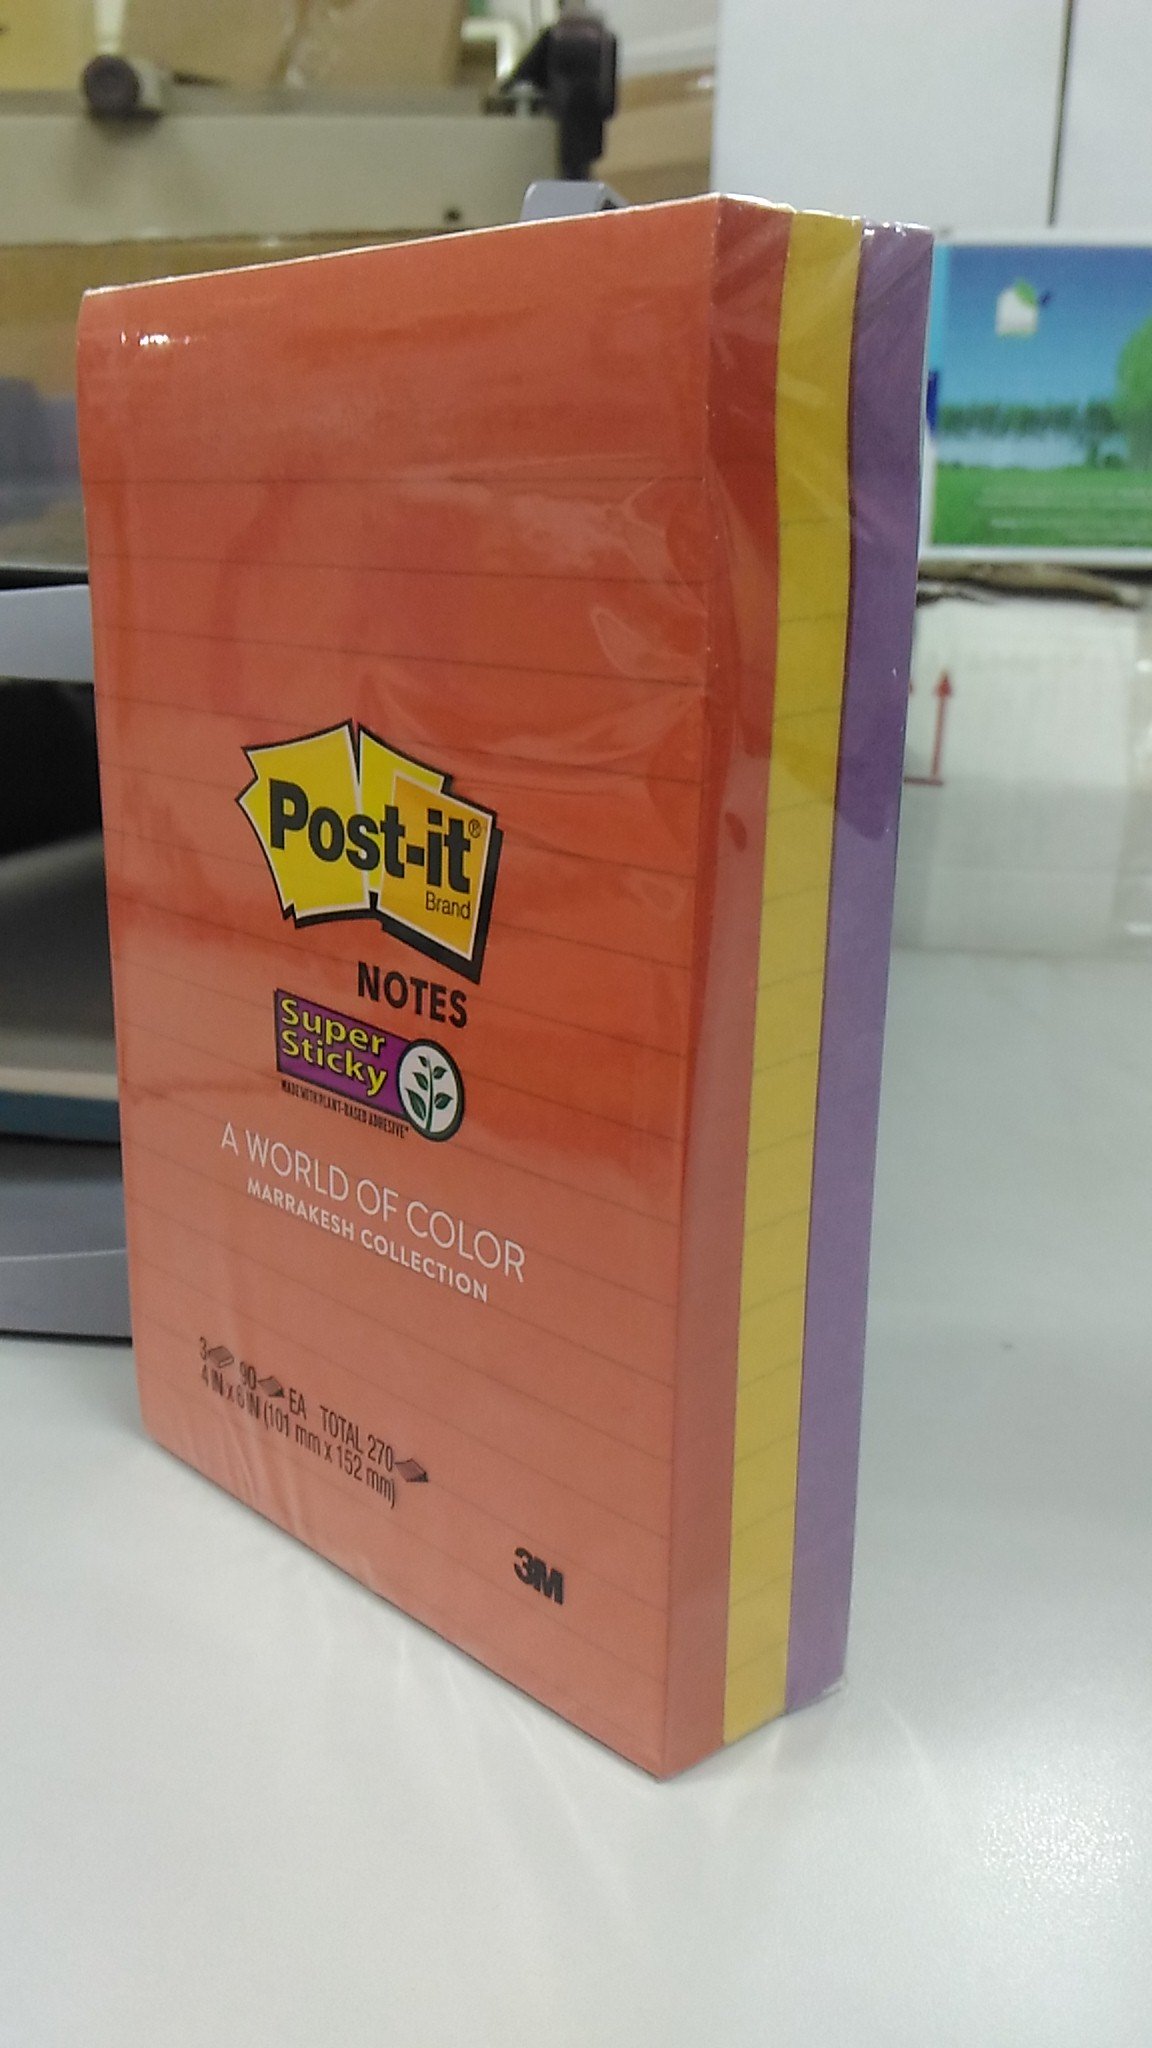 Post-it®
Brand
NOTES
Super
Sticky
MADE WITH PLANT-BASED ADHESIVE*
A WORLD OF COLOR
MARRAKESH COLLECTION
3 90 EA TOTAL 270
4 IN x 6 IN (101 mm x 152 mm)
3M